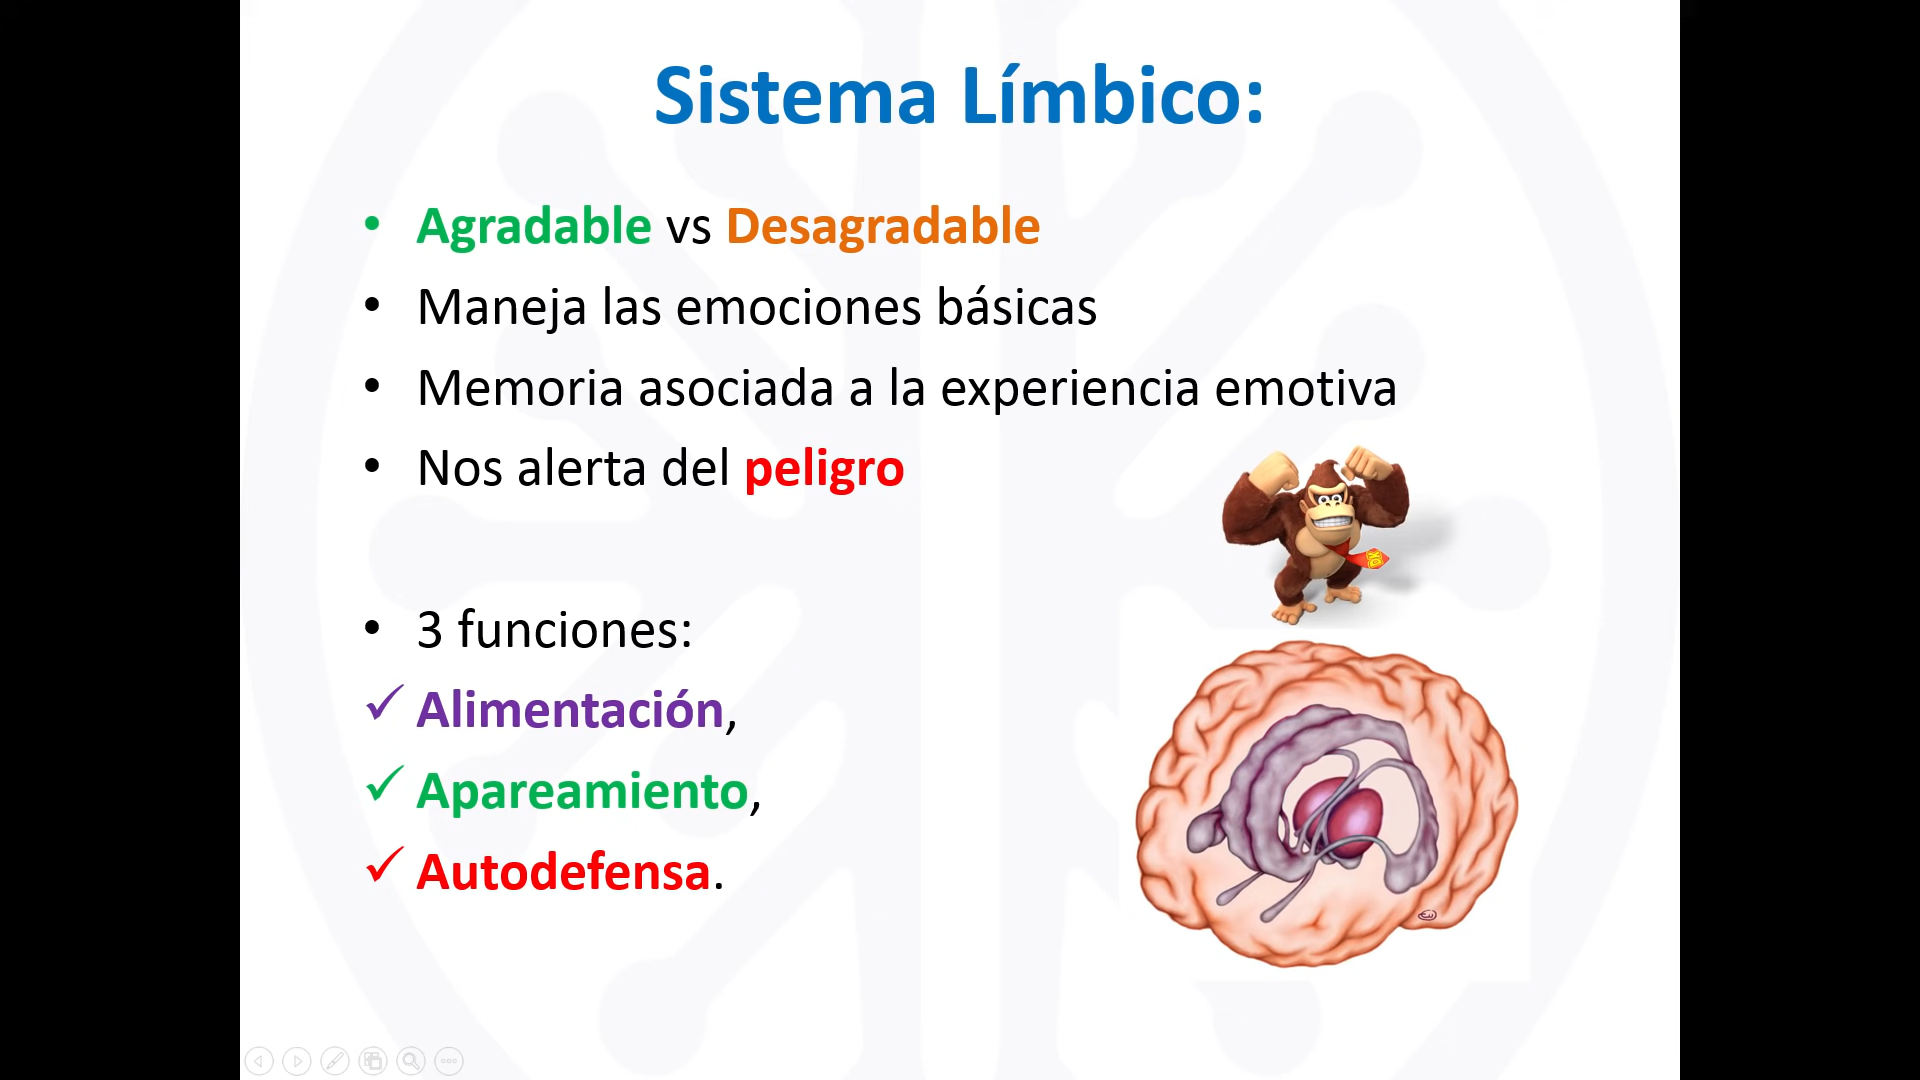 Sistema Límbico:
• Agradable vs Desagradable
• Maneja las emociones básicas
• Memoria asociada a la experiencia emotiva
• Nos alerta del peligro
• 3 funciones:
✓ Alimentación,
✓ Apareamiento,
✓ Autodefensa.